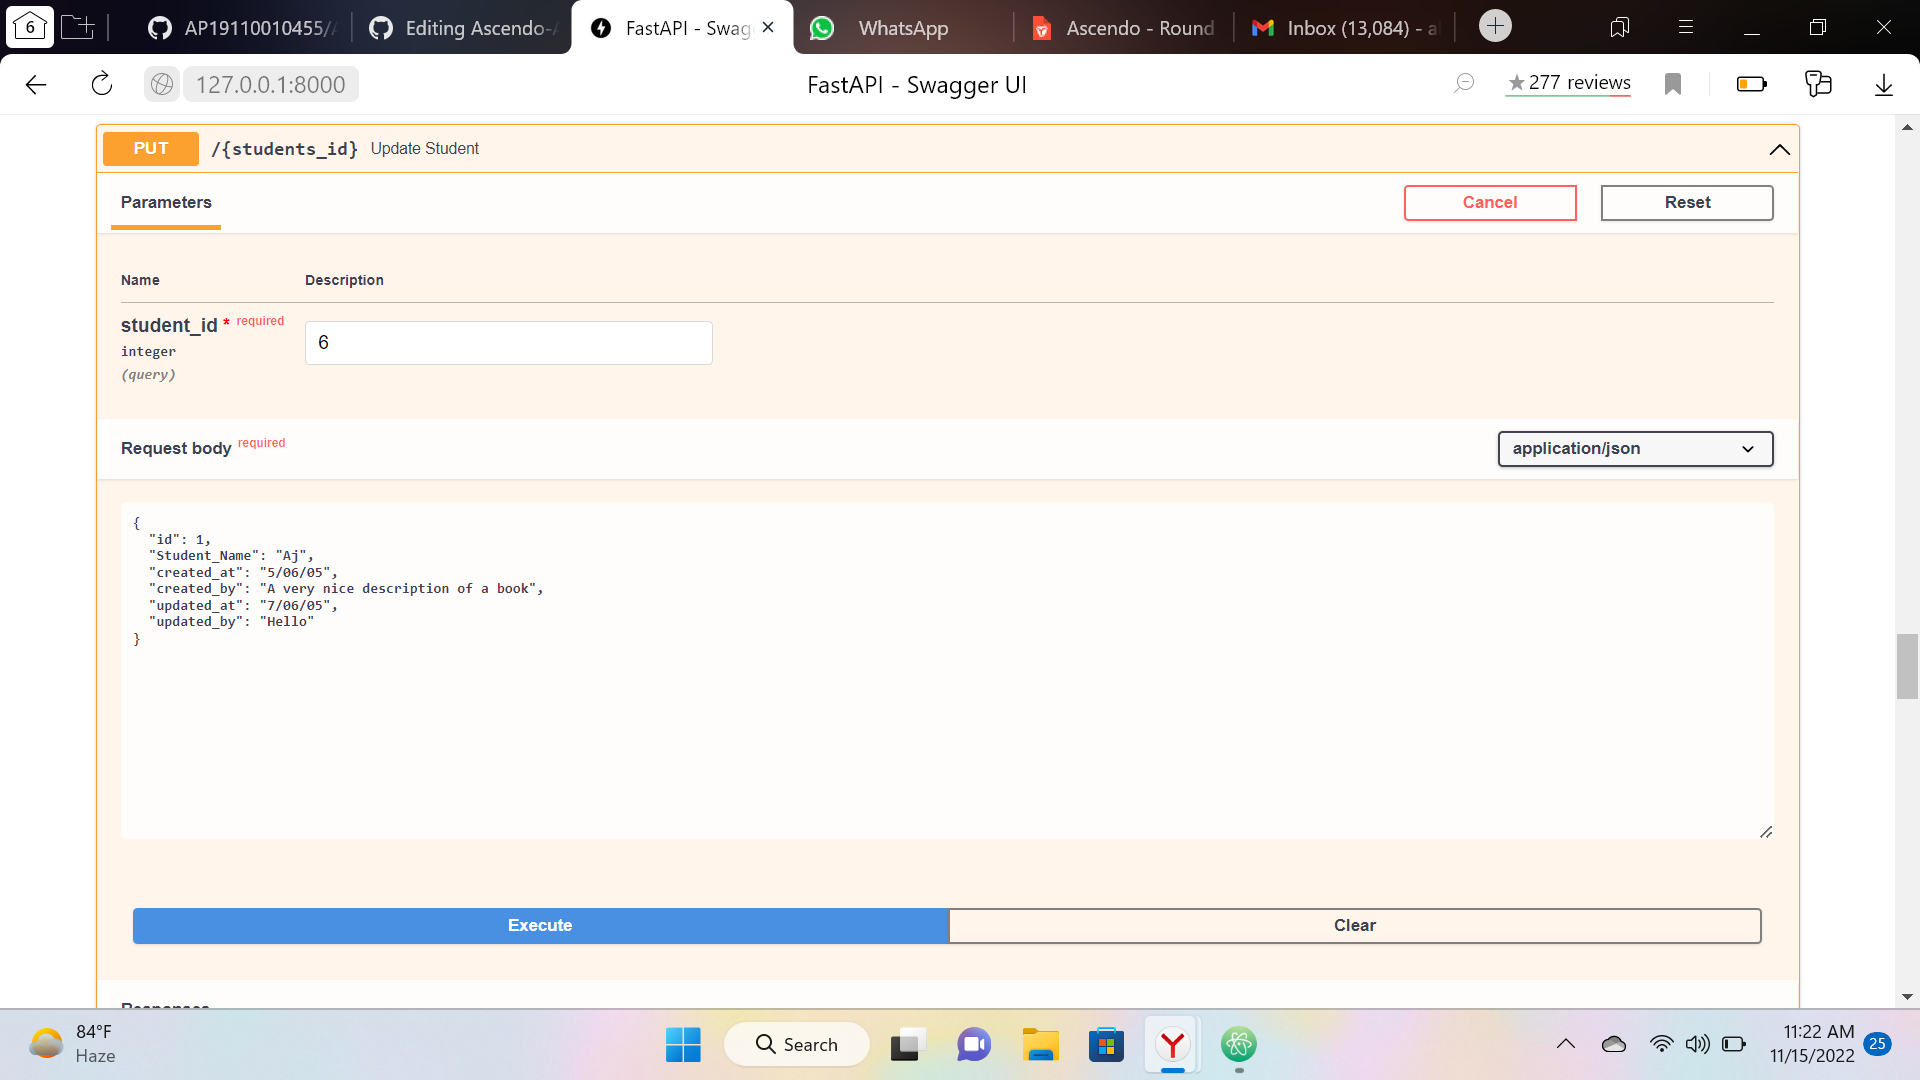 6
AP19110010455/
Editing Ascendo-
FastAPI - Swag
WhatsApp
Ascendo - Round
Inbox (13,084) - a
127.0.0.1:8000
FastAPI - Swagger UI
★277 reviews
PUT /{students_id} Update Student
Parameters
Cancel
Reset
Name Description
student_id * required
integer
(query)
6
Request body required
application/json
{
  "id": 1,
  "Student_Name": "Aj",
  "created_at": "5/06/05",
  "created_by": "A very nice description of a book",
  "updated_at": "7/06/05",
  "updated_by": "Hello"
}
Execute
Clear
Responses
84°F
Haze
Search
11:22 AM
11/15/2022
25